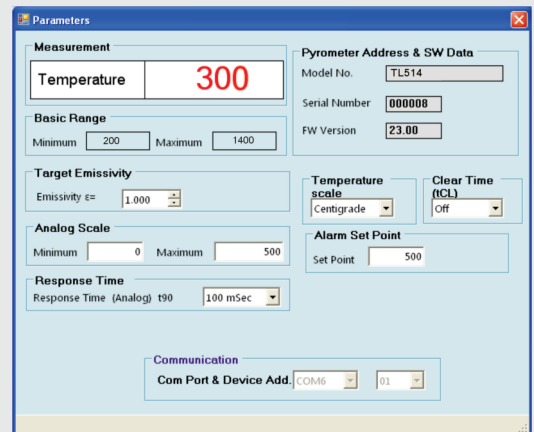 Parameters
Measurement
Temperature 300
Basic Range
Minimum 200 Maximum 1400
Target Emissivity
Emissivity ε= 1.000
Analog Scale
Minimum 0 Maximum 500
Response Time
Response Time (Analog) t90 100 mSec
Pyrometer Address & SW Data
Model No. TL514
Serial Number 000008
FW Version 23.00
Temperature
scale
Centigrade
Clear Time
(tCL)
Off
Alarm Set Point
Set Point 500
Communication
Com Port & Device Add. COM6 01